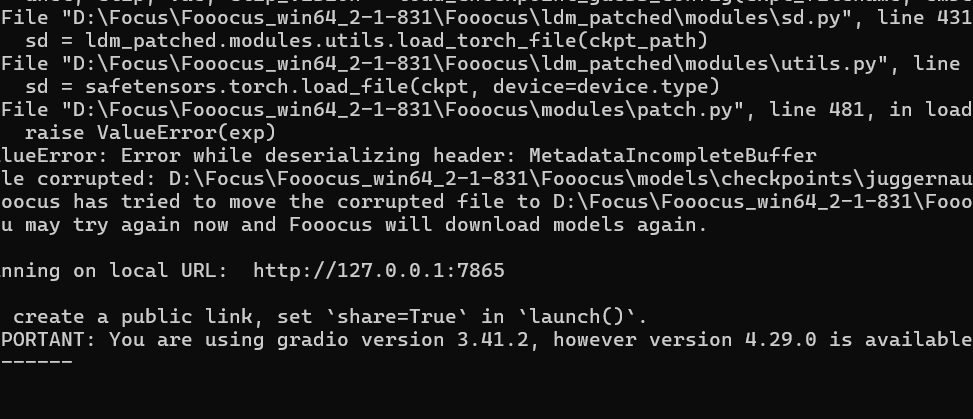 File "D:\Focus\Fooocus_win64_2-1-831\Fooocus\ldm_patched\modules\sd.py", line 431
sd = ldm_patched.modules.utils.load_torch_file(ckpt_path)
File "D:\Focus\Fooocus_win64_2-1-831\Fooocus\ldm_patched\modules\utils.py", line
sd = safetensors.torch.load_file(ckpt, device=device.type)
File "D:\Focus\Fooocus_win64_2-1-831\Fooocus\modules\patch.py", line 481, in load
raise ValueError(exp)
lueError: Error while deserializing header: MetadataIncompleteBuffer
le corrupted: D:\Focus\Fooocus_win64_2-1-831\Fooocus\models\checkpoints\juggernau
ooocus has tried to move the corrupted file to D:\Focus\Fooocus_win64_2-1-831\Fooo
u may try again now and Fooocus will download models again.
nning on local URL:  http://127.0.0.1:7865
create a public link, set `share=True` in `launch()`.
PORTANT: You are using gradio version 3.41.2, however version 4.29.0 is available
------